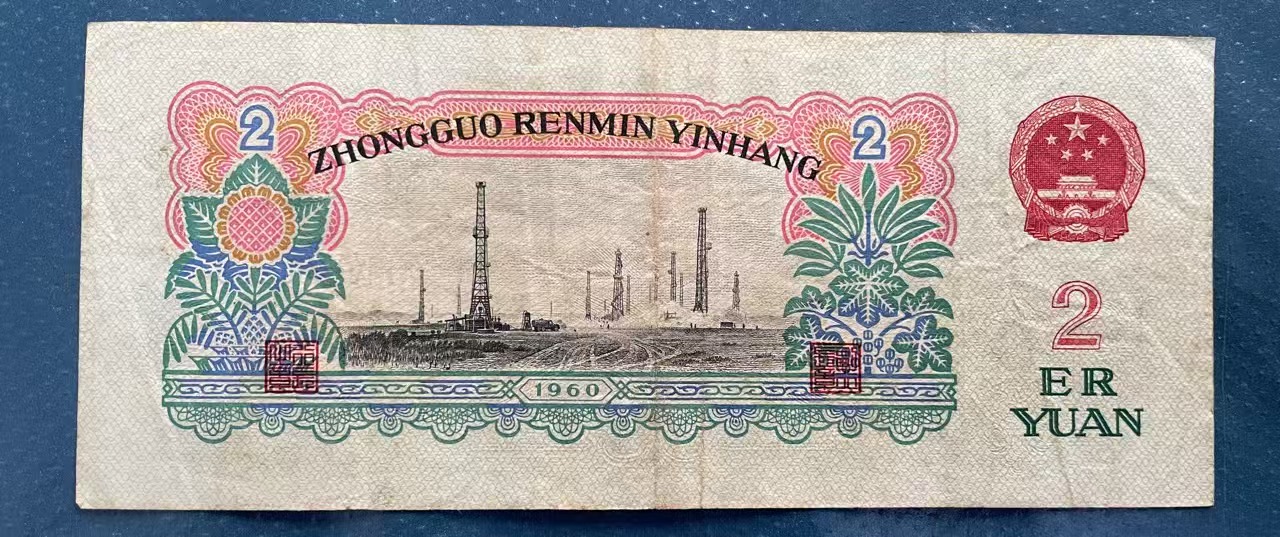 2
ZHONGGUO RENMIN YINHANG
2
1960
2
ER
YUAN